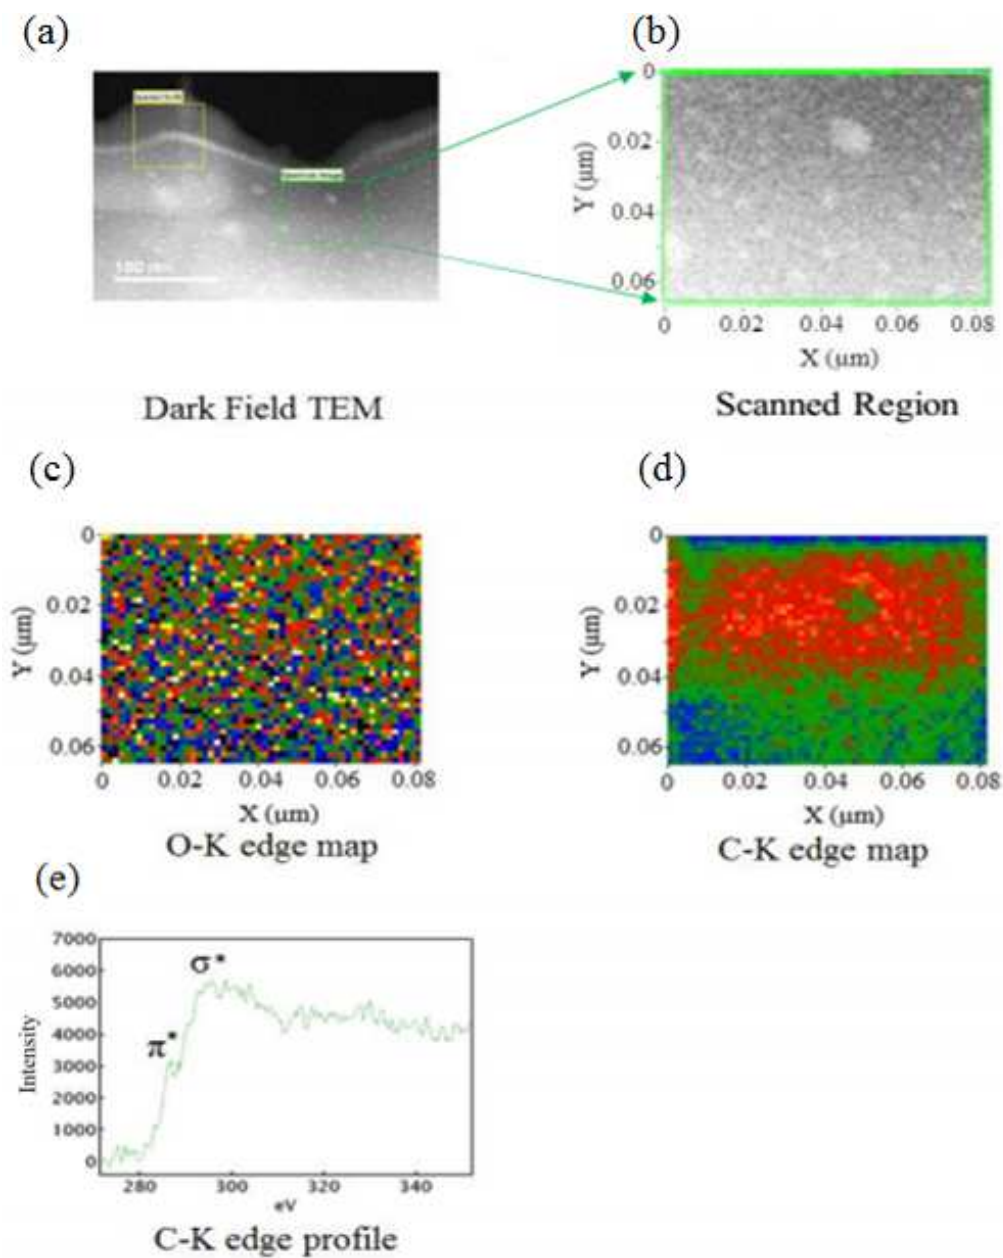 (a)
(b)
0
0.02
0.04
0.06
Y (μm)
0 0.02 0.04 0.06 0.08
X (μm)
Dark Field TEM
Scanned Region
(c)
(d)
0
0.02
0.04
0.06
Y (μm)
0 0.02 0.04 0.06 0.08
X (μm)
O-K edge map
0
0.02
0.04
0.06
Y (μm)
0 0.02 0.04 0.06 0.08
X (μm)
C-K edge map
(e)
7000
6000
5000
4000
3000
2000
1000
0
Intensity
σ*
π*
280 300 320 340
eV
C-K edge profile